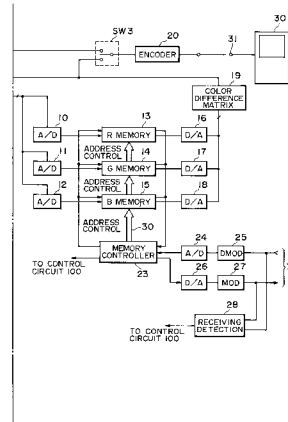 SW3
20
ENCODER
31
30
19
COLOR
DIFFERENCE
MATRIX
10
A/D
13
R MEMORY
16
D/A
ADDRESS
CONTROL
11
A/D
14
G MEMORY
17
D/A
ADDRESS
CONTROL
12
A/D
15
B MEMORY
18
D/A
ADDRESS
CONTROL
30
MEMORY
CONTROLLER
23
24
A/D
25
DMOD
26
D/A
27
MOD
TO CONTROL
CIRCUIT 100
28
RECEIVING
DETECTION
TO CONTROL
CIRCUIT 100